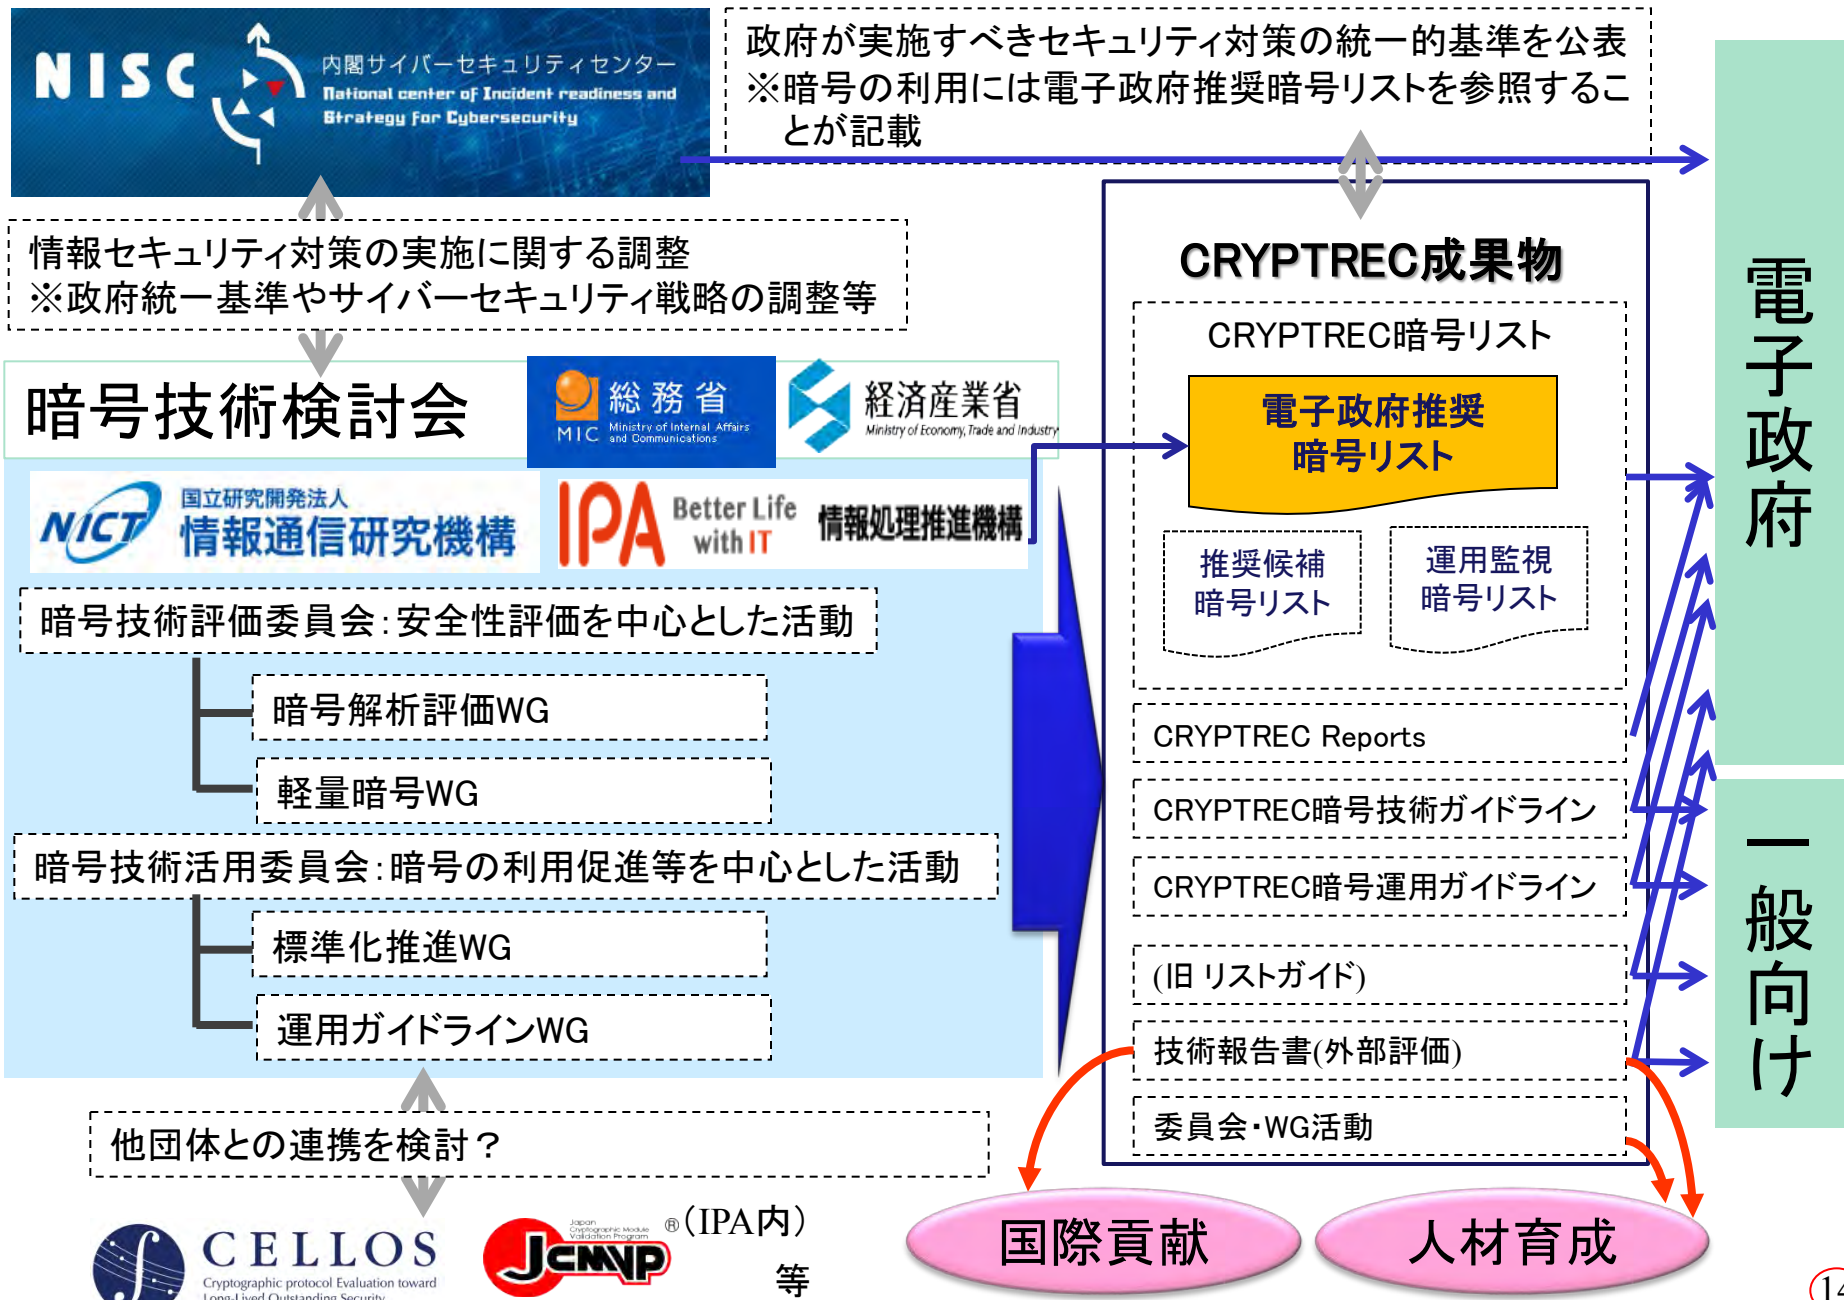 NISC
内閣サイバーセキュリティセンター
National center of Incident readiness and
Strategy for Cybersecurity
政府が実施すべきセキュリティ対策の統一的基準を公表
※暗号の利用には電子政府推奨暗号リストを参照するこ
とが記載
情報セキュリティ対策の実施に関する調整
※政府統一基準やサイバーセキュリティ戦略の調整等
暗号技術検討会
総務省
MIC Ministry of Internal Affairs
and Communications
経済産業省
Ministry of Economy, Trade and Industry
NICT
国立研究開発法人
情報通信研究機構
IPA
Better Life
with IT
情報処理推進機構
暗号技術評価委員会：安全性評価を中心とした活動
暗号解析評価WG
軽量暗号WG
暗号技術活用委員会：暗号の利用促進等を中心とした活動
標準化推進WG
運用ガイドラインWG
他団体との連携を検討？
CELLOS
Cryptographic protocol Evaluation toward
Long-Lived Outstanding Security
Japan
Cryptographic Module
Validation Program
JCMVP
®(IPA内)
等
CRYPTREC成果物
CRYPTREC暗号リスト
電子政府推奨
暗号リスト
推奨候補
暗号リスト
運用監視
暗号リスト
CRYPTREC Reports
CRYPTREC暗号技術ガイドライン
CRYPTREC暗号運用ガイドライン
(旧 リストガイド)
技術報告書(外部評価)
委員会・WG活動
国際貢献
人材育成
電子政府
一般向け
14